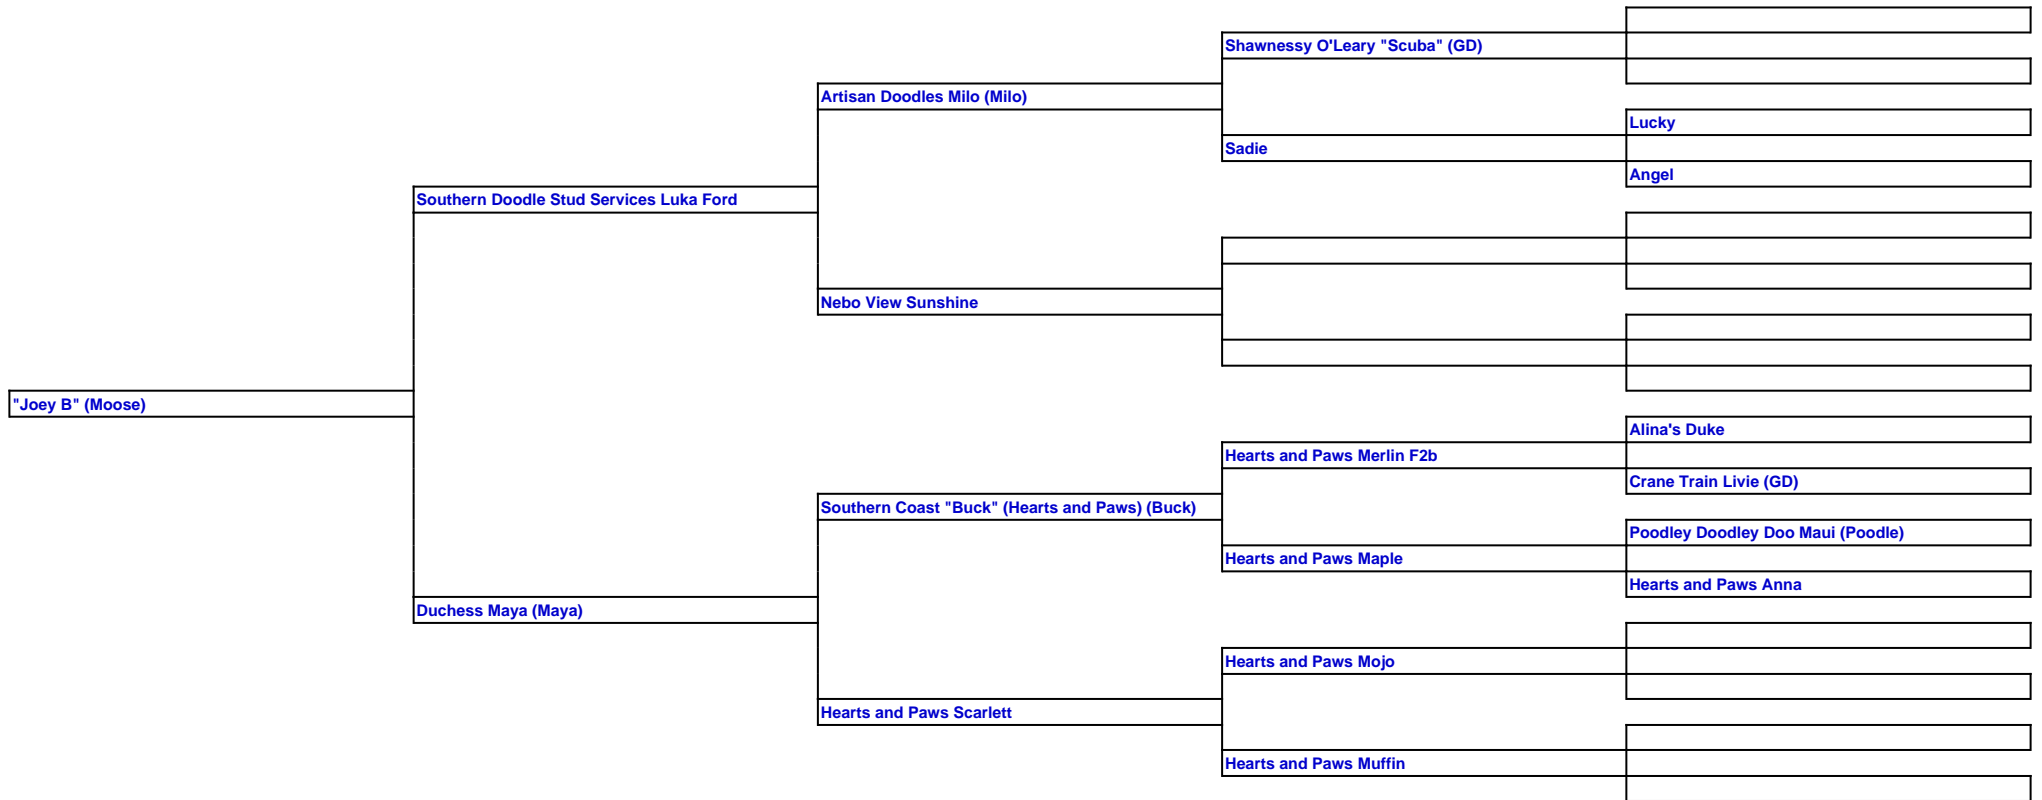 Shawnessy O'Leary "Scuba" (GD)
Artisan Doodles Milo (Milo)
Lucky
Sadie
Angel
Southern Doodle Stud Services Luka Ford
Nebo View Sunshine
"Joey B" (Moose)
Alina's Duke
Hearts and Paws Merlin F2b
Crane Train Livie (GD)
Southern Coast "Buck" (Hearts and Paws) (Buck)
Poodley Doodley Doo Maui (Poodle)
Hearts and Paws Maple
Hearts and Paws Anna
Duchess Maya (Maya)
Hearts and Paws Mojo
Hearts and Paws Scarlett
Hearts and Paws Muffin